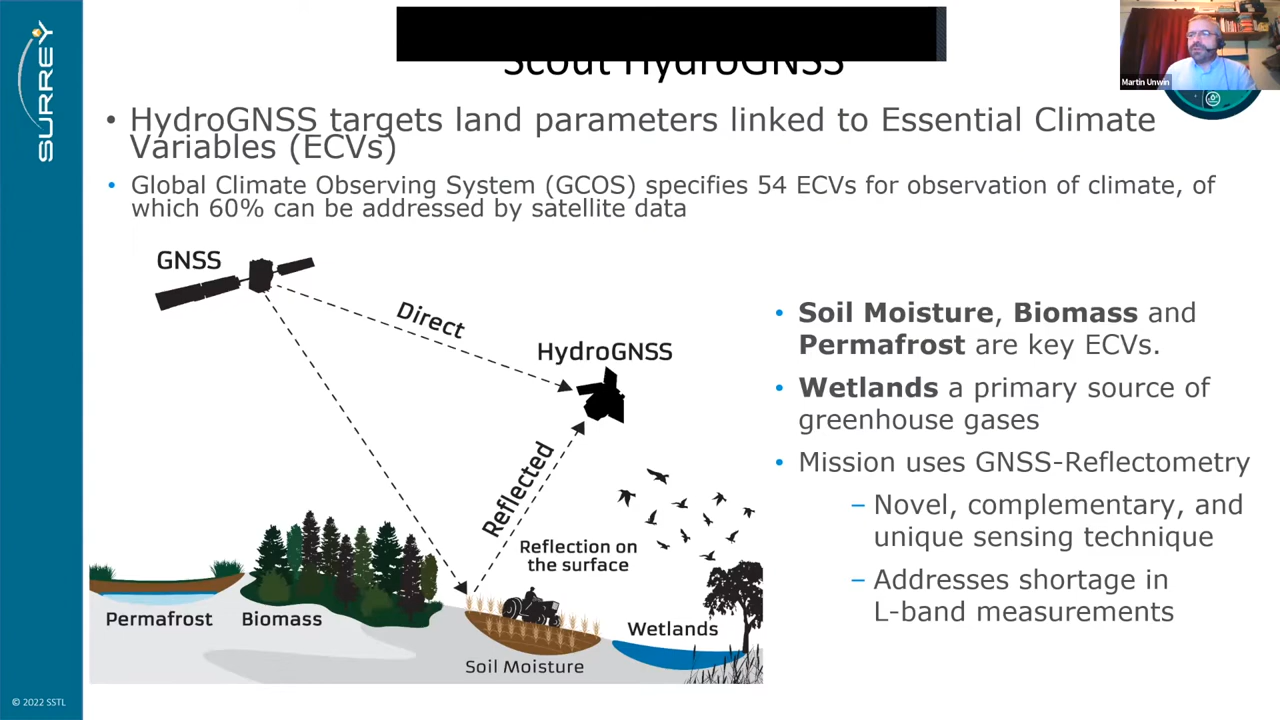 SURREY
Scout HydroGNSS
Martin Unwin
• HydroGNSS targets land parameters linked to Essential Climate
Variables (ECVs)
• Global Climate Observing System (GCOS) specifies 54 ECVs for observation of climate, of
which 60% can be addressed by satellite data
GNSS
Direct
HydroGNSS
Reflected
Reflection on
the surface
Permafrost
Biomass
Soil Moisture
Wetlands
• Soil Moisture, Biomass and
Permafrost are key ECVs.
• Wetlands a primary source of
greenhouse gases
• Mission uses GNSS-Reflectometry
– Novel, complementary, and
unique sensing technique
– Addresses shortage in
L-band measurements
© 2022 SSTL